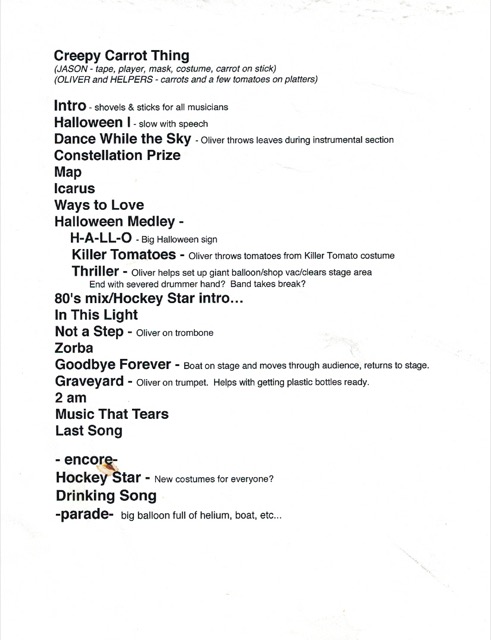 Creepy Carrot Thing
(JASON - tape, player, mask, costume, carrot on stick)
(OLIVER and HELPERS - carrots and a few tomatoes on platters)
Intro - shovels & sticks for all musicians
Halloween I - slow with speech
Dance While the Sky - Oliver throws leaves during instrumental section
Constellation Prize
Map
Icarus
Ways to Love
Halloween Medley -
H-A-LL-O - Big Halloween sign
Killer Tomatoes - Oliver throws tomatoes from Killer Tomato costume
Thriller - Oliver helps set up giant balloon/shop vac/clears stage area
End with severed drummer hand? Band takes break?
80's mix/Hockey Star intro...
In This Light
Not a Step - Oliver on trombone
Zorba
Goodbye Forever - Boat on stage and moves through audience, returns to stage.
Graveyard - Oliver on trumpet. Helps with getting plastic bottles ready.
2 am
Music That Tears
Last Song
- encore-
Hockey Star - New costumes for everyone?
Drinking Song
-parade- big balloon full of helium, boat, etc...